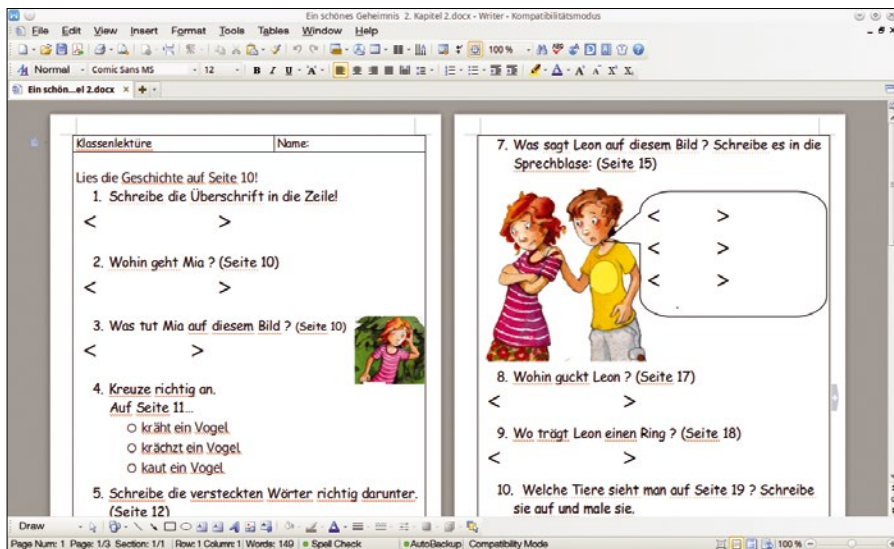 Ein schönes Geheimnis 2. Kapitel 2.docx - Writer - Kompatibilitätsmodus
File Edit View Insert Format Tools Tables Window Help
100 %
Normal Comic Sans MS 12 B I U A
Ein schön...el 2.docx
Klassenlektüre Name:
Lies die Geschichte auf Seite 10!
1. Schreibe die Überschrift in die Zeile!
< >
2. Wohin geht Mia ? (Seite 10)
< >
3. Was tut Mia auf diesem Bild ? (Seite 10)
< >
4. Kreuze richtig an.
Auf Seite 11...
kräht ein Vogel
krächzt ein Vogel
kaut ein Vogel
5. Schreibe die versteckten Wörter richtig darunter.
(Seite 12)
7. Was sagt Leon auf diesem Bild ? Schreibe es in die
Sprechblase: (Seite 15)
< >
< >
< >
8. Wohin guckt Leon ? (Seite 17)
< >
9. Wo trägt Leon einen Ring ? (Seite 18)
< >
10. Welche Tiere sieht man auf Seite 19 ? Schreibe
sie auf und male sie.
Draw
Page Num: 1 Page: 1/3 Section: 1/1 Row: 1 Column: 1 Words: 149 Spell Check AutoBackup Compatibility Mode 100 %